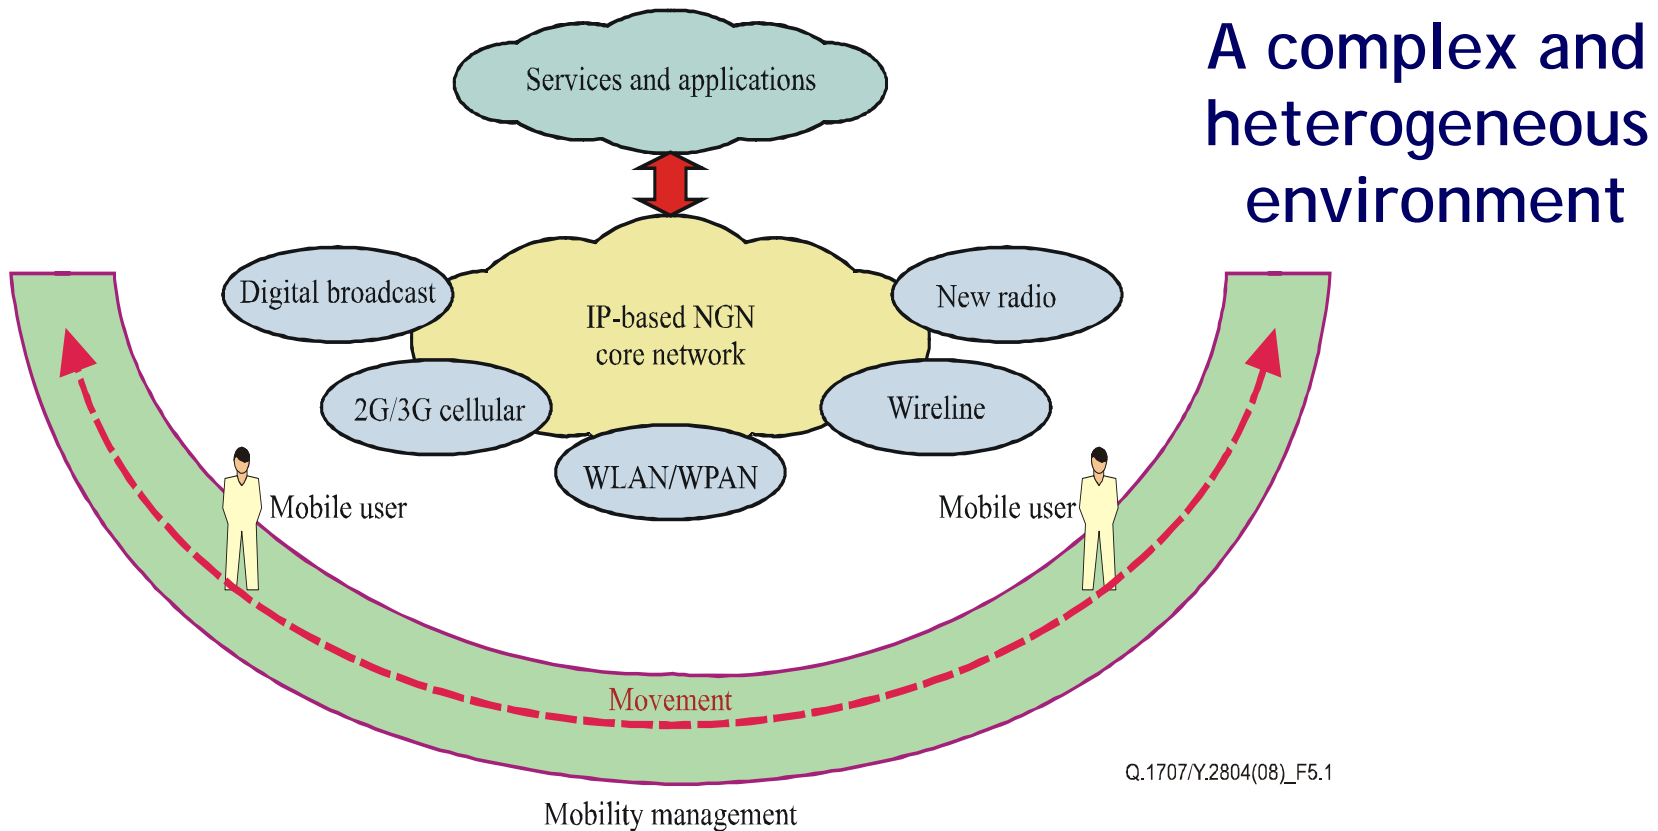 A complex and
heterogeneous
environment
Services and applications
Digital broadcast
IP-based NGN
core network
New radio
2G/3G cellular
Wireline
WLAN/WPAN
Mobile user
Mobile user
Movement
Q.1707/Y.2804(08)_F5.1
Mobility management